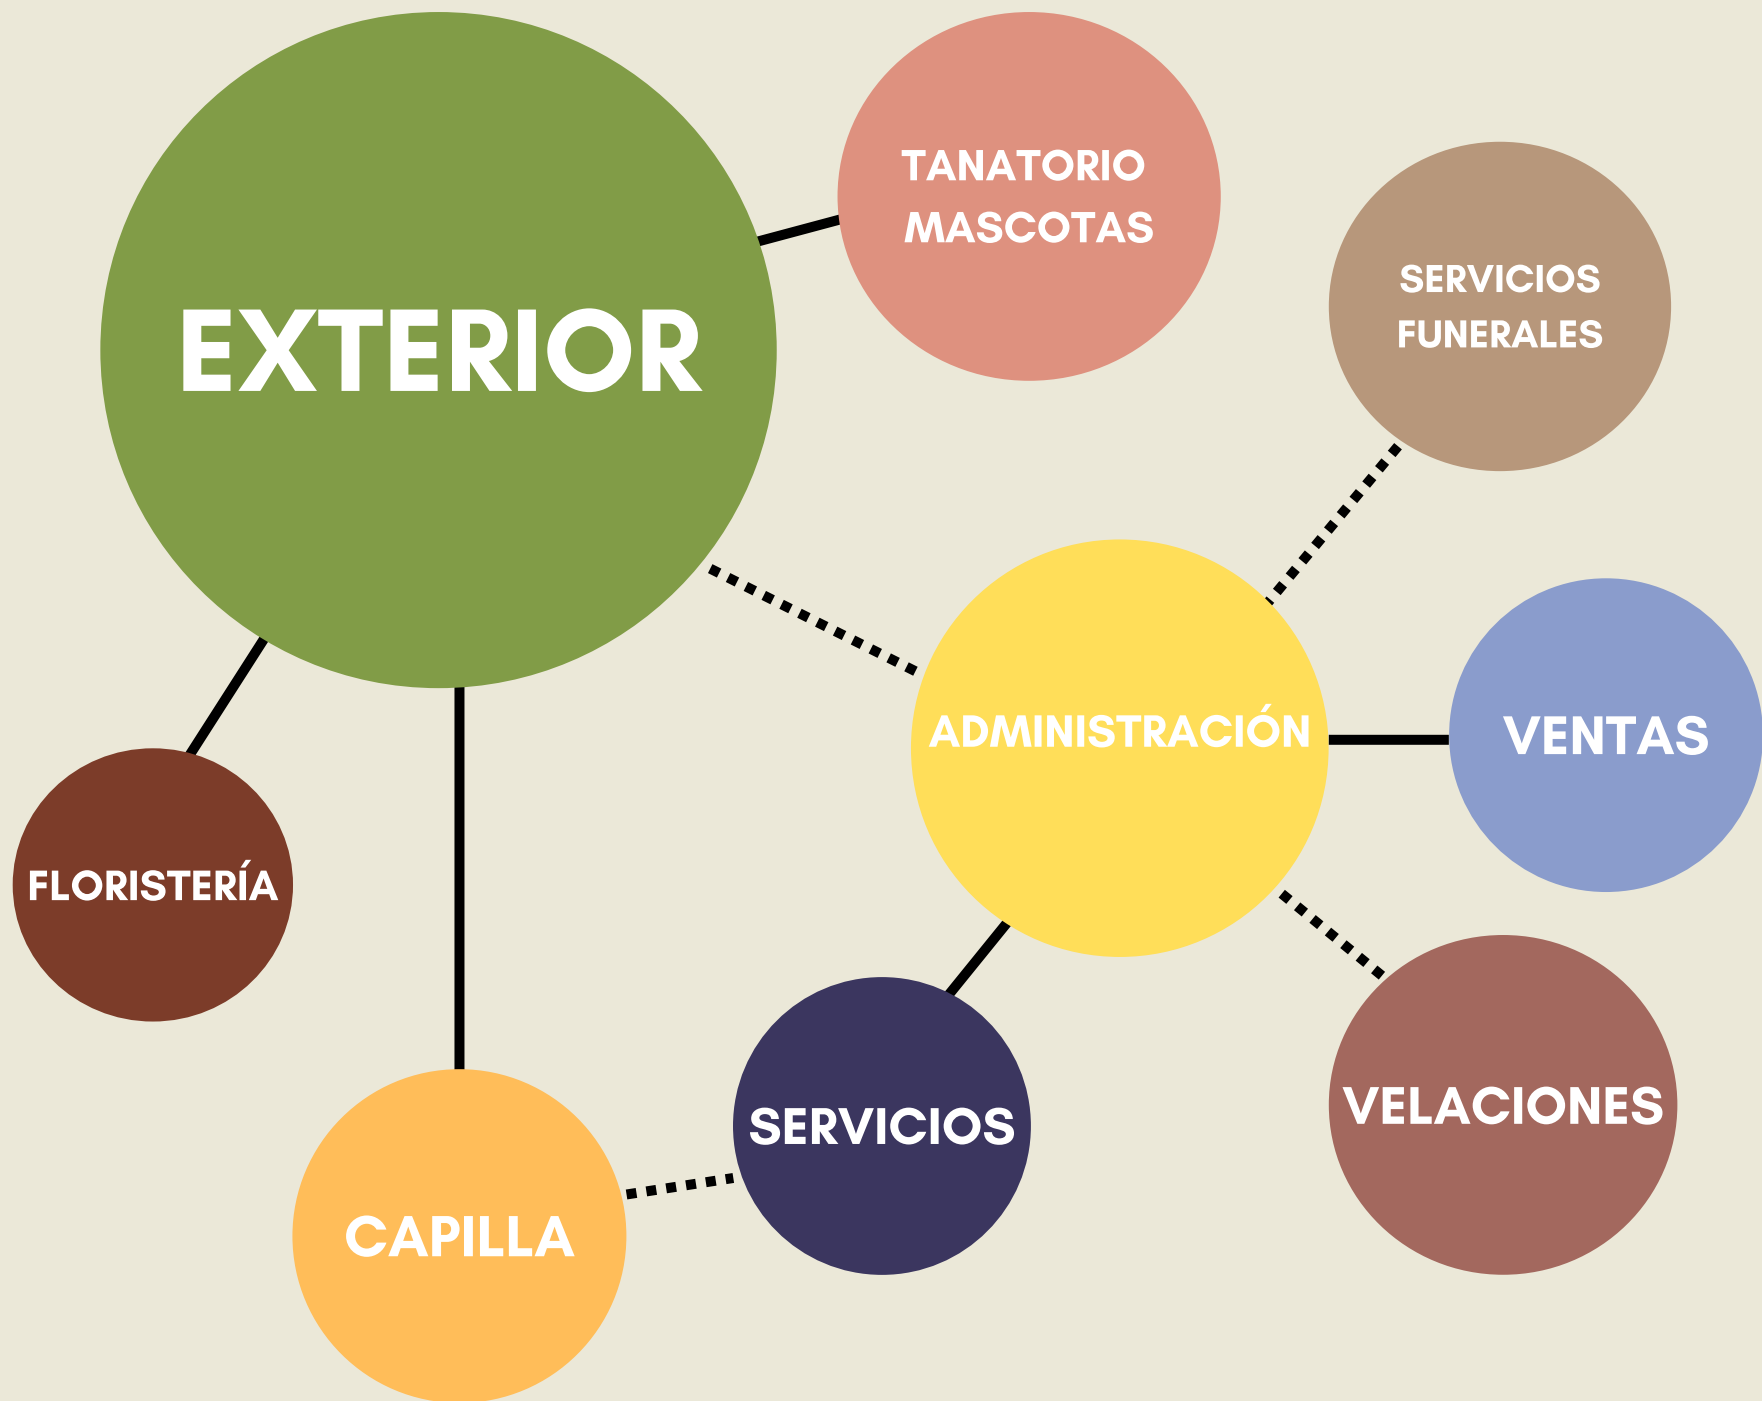 TANATORIO
MASCOTAS
SERVICIOS
FUNERALES
EXTERIOR
ADMINISTRACIÓN
VENTAS
FLORISTERÍA
SERVICIOS
VELACIONES
CAPILLA